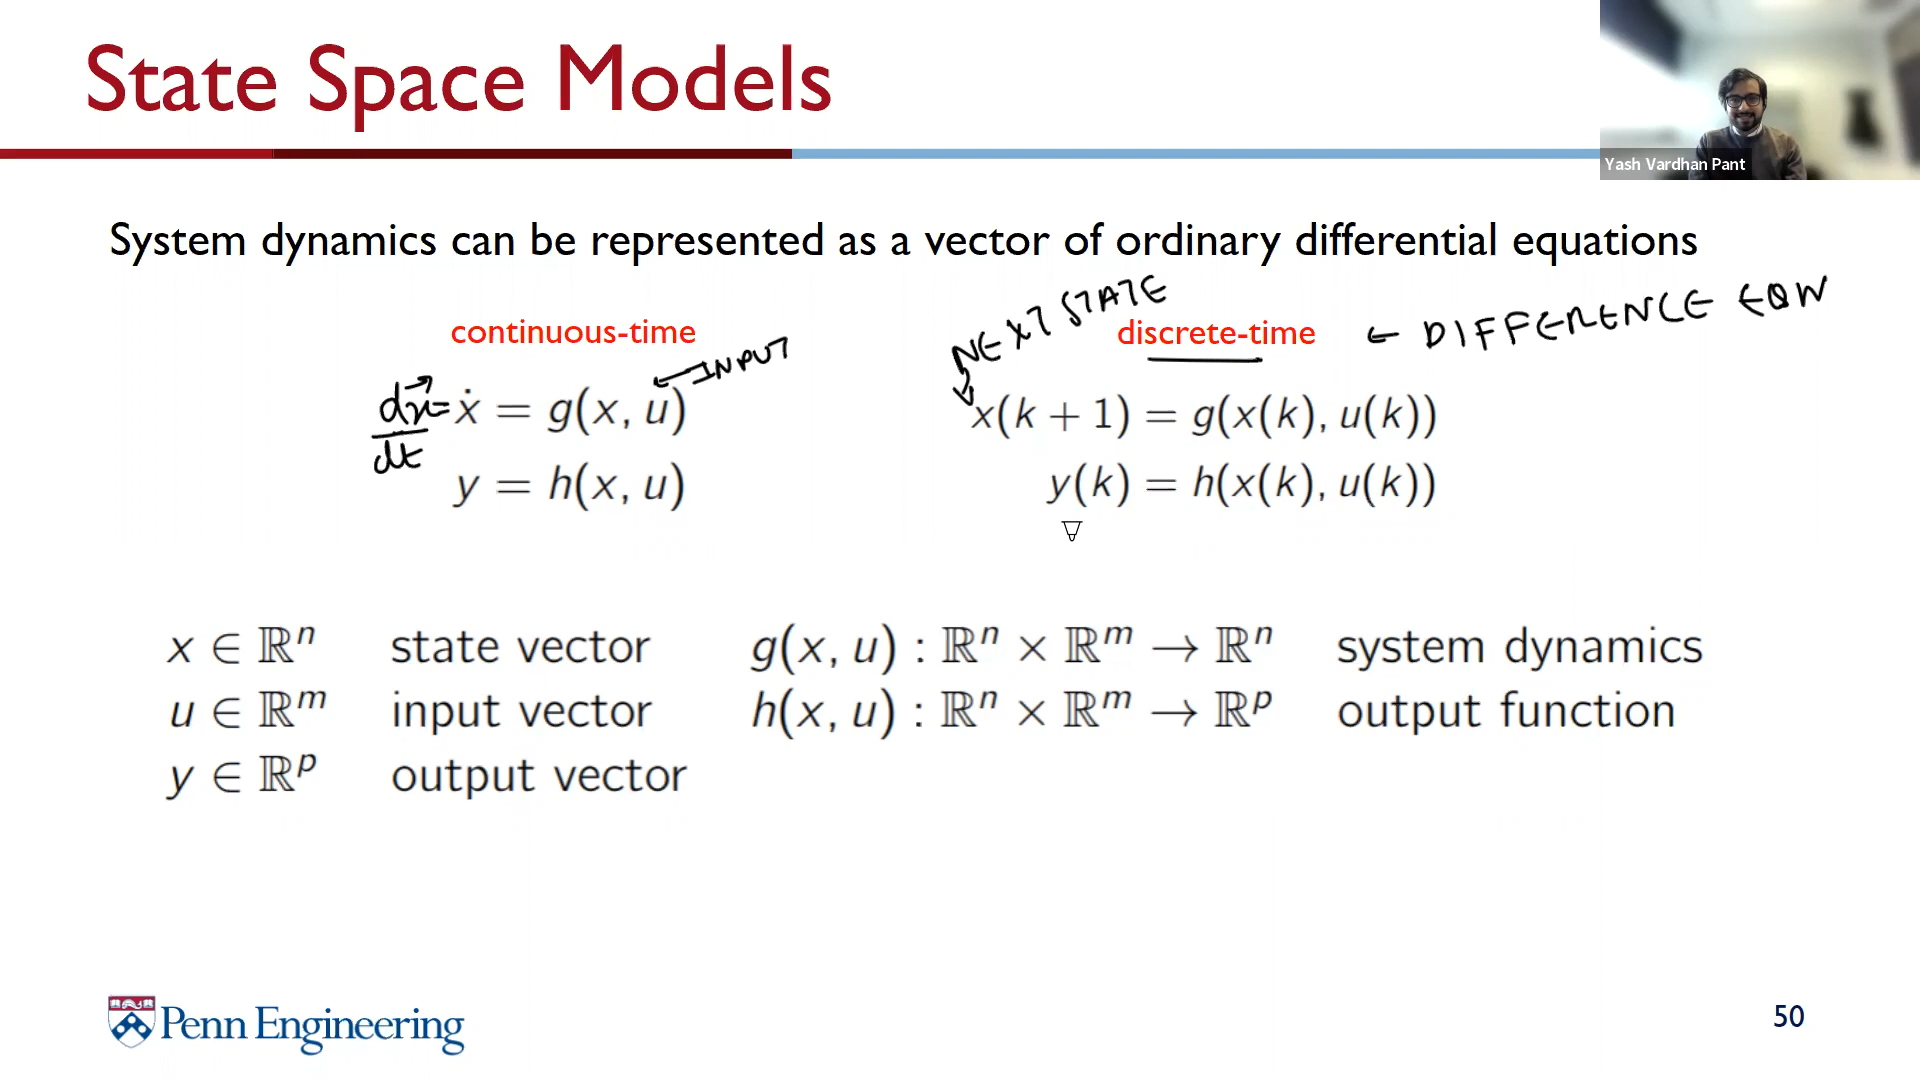 State Space Models
Yash Vardhan Pant
System dynamics can be represented as a vector of ordinary differential equations
continuous-time
INPUT
dx/dt = ẋ = g(x, u)
y = h(x, u)
NEXT STATE
discrete-time ← DIFFERENCE EQN
x(k + 1) = g(x(k), u(k))
y(k) = h(x(k), u(k))
x ∈ ℝⁿ state vector g(x, u) : ℝⁿ × ℝᵐ → ℝⁿ system dynamics
u ∈ ℝᵐ input vector h(x, u) : ℝⁿ × ℝᵐ → ℝᵖ output function
y ∈ ℝᵖ output vector
Penn Engineering
50